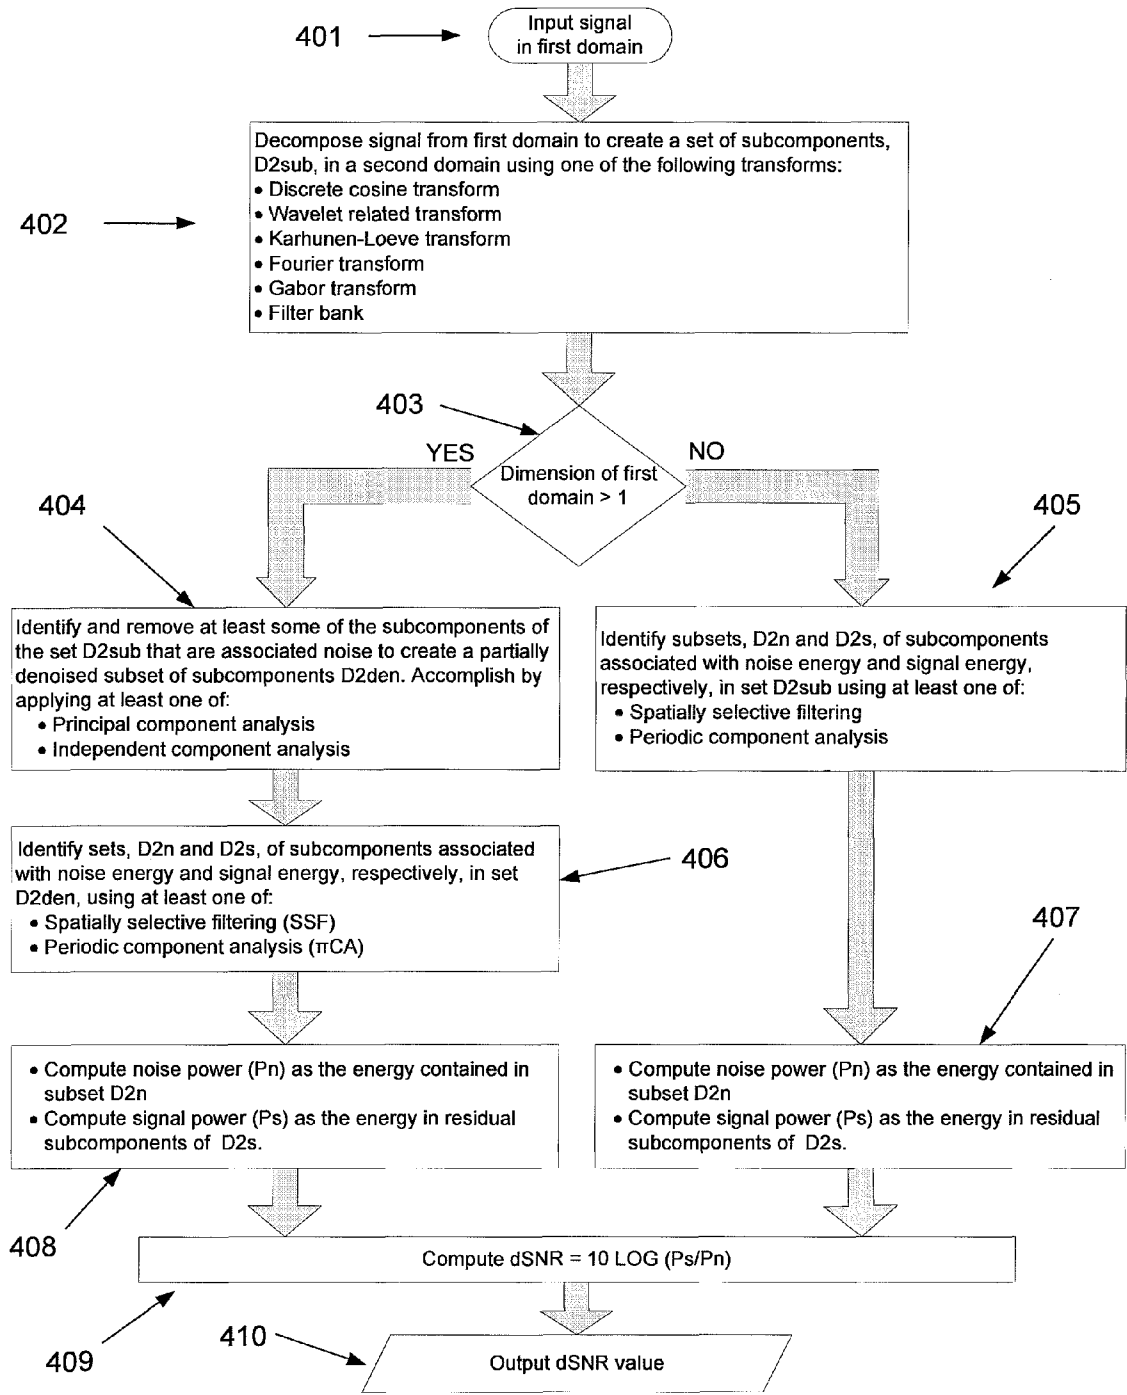 401
Input signal
in first domain
402
Decompose signal from first domain to create a set of subcomponents,
D2sub, in a second domain using one of the following transforms:
• Discrete cosine transform
• Wavelet related transform
• Karhunen-Loeve transform
• Fourier transform
• Gabor transform
• Filter bank
403
YES
NO
Dimension of first
domain > 1
404
405
Identify and remove at least some of the subcomponents of
the set D2sub that are associated noise to create a partially
denoised subset of subcomponents D2den. Accomplish by
applying at least one of:
• Principal component analysis
• Independent component analysis
Identify subsets, D2n and D2s, of subcomponents
associated with noise energy and signal energy,
respectively, in set D2sub using at least one of:
• Spatially selective filtering
• Periodic component analysis
406
Identify sets, D2n and D2s, of subcomponents associated
with noise energy and signal energy, respectively, in set
D2den, using at least one of:
• Spatially selective filtering (SSF)
• Periodic component analysis (πCA)
407
• Compute noise power (Pn) as the energy contained in
subset D2n
• Compute signal power (Ps) as the energy in residual
subcomponents of D2s.
• Compute noise power (Pn) as the energy contained in
subset D2n
• Compute signal power (Ps) as the energy in residual
subcomponents of D2s.
408
Compute dSNR = 10 LOG (Ps/Pn)
409
410
Output dSNR value